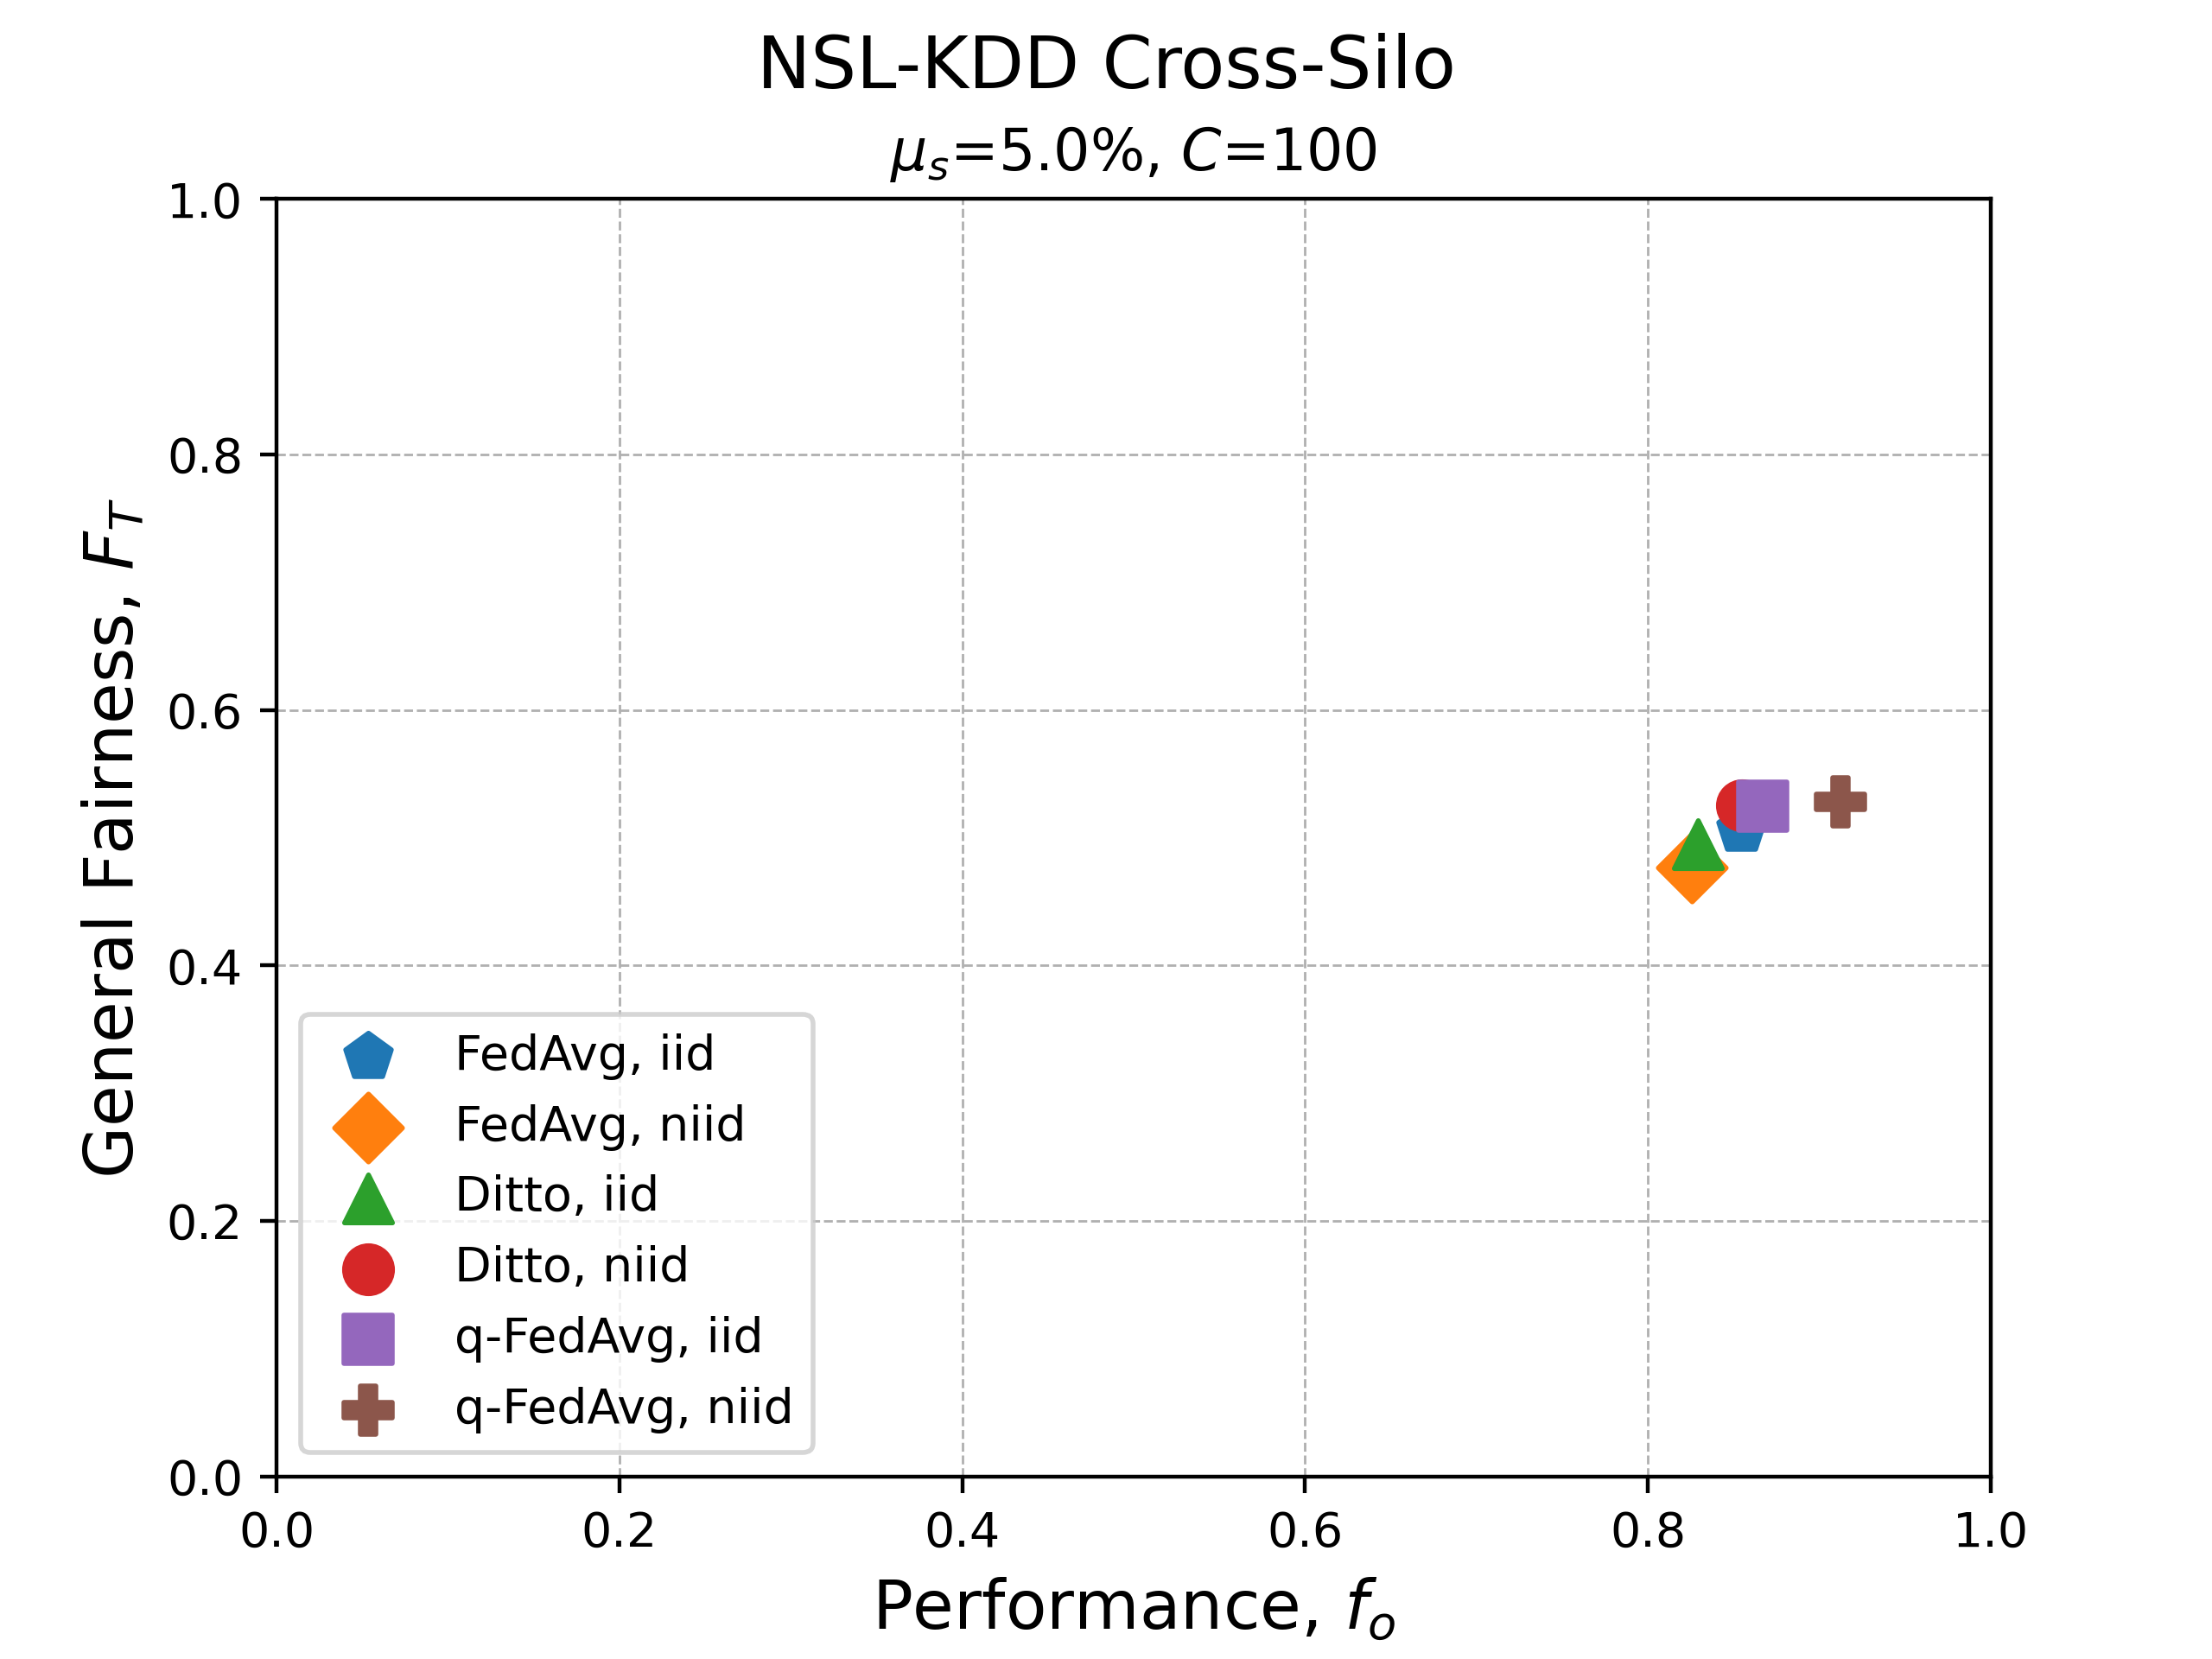 NSL-KDD Cross-Silo
μs=5.0%, C=100
1.0
0.8
0.6
0.4
0.2
0.0
General Fairness, FT
FedAvg, iid
FedAvg, niid
Ditto, iid
Ditto, niid
q-FedAvg, iid
q-FedAvg, niid
0.0 0.2 0.4 0.6 0.8 1.0
Performance, fo